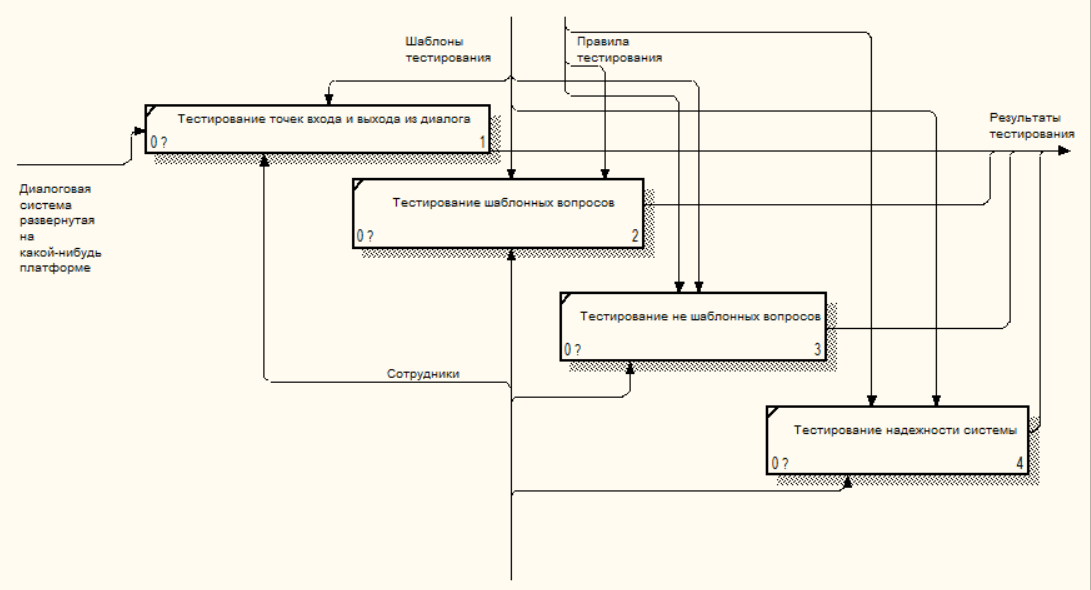 Шаблоны
тестирования
Правила
тестирования
Тестирование точек входа и выхода из диалога
0 ?
1
Результаты
тестирования
Диалоговая
система
развернутая
на
какой-нибудь
платформе
Тестирование шаблонных вопросов
0 ?
2
Тестирование не шаблонных вопросов
0 ?
3
Сотрудники
Тестирование надежности системы
0 ?
4